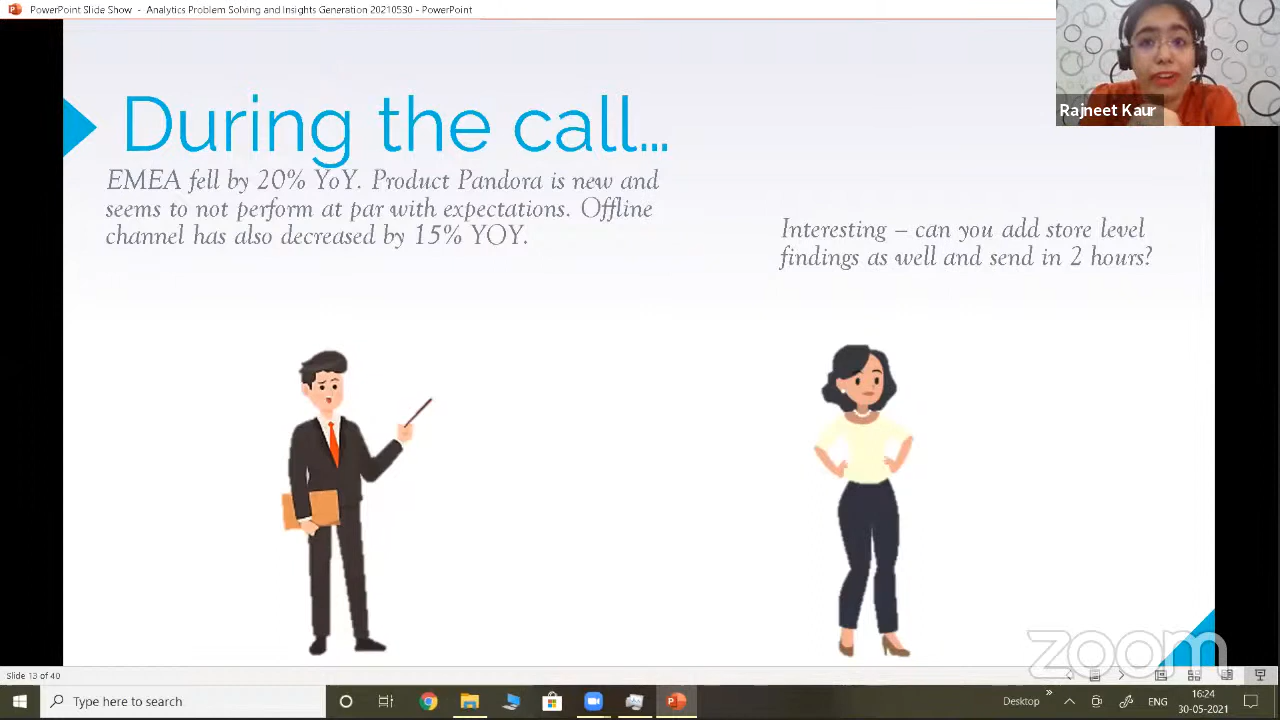 PowerPoint Slide Show - Analytics Problem Solving and Insights Generation 20210530 - PowerPoint
Rajneet Kaur
During the call...
EMEA fell by 20% YoY. Product Pandora is new and
seems to not perform at par with expectations. Offline
channel has also decreased by 15% YOY.
Interesting – can you add store level
findings as well and send in 2 hours?
zoom
Slide 13 of 40
Type here to search
Desktop
ENG
16:24
30-05-2021